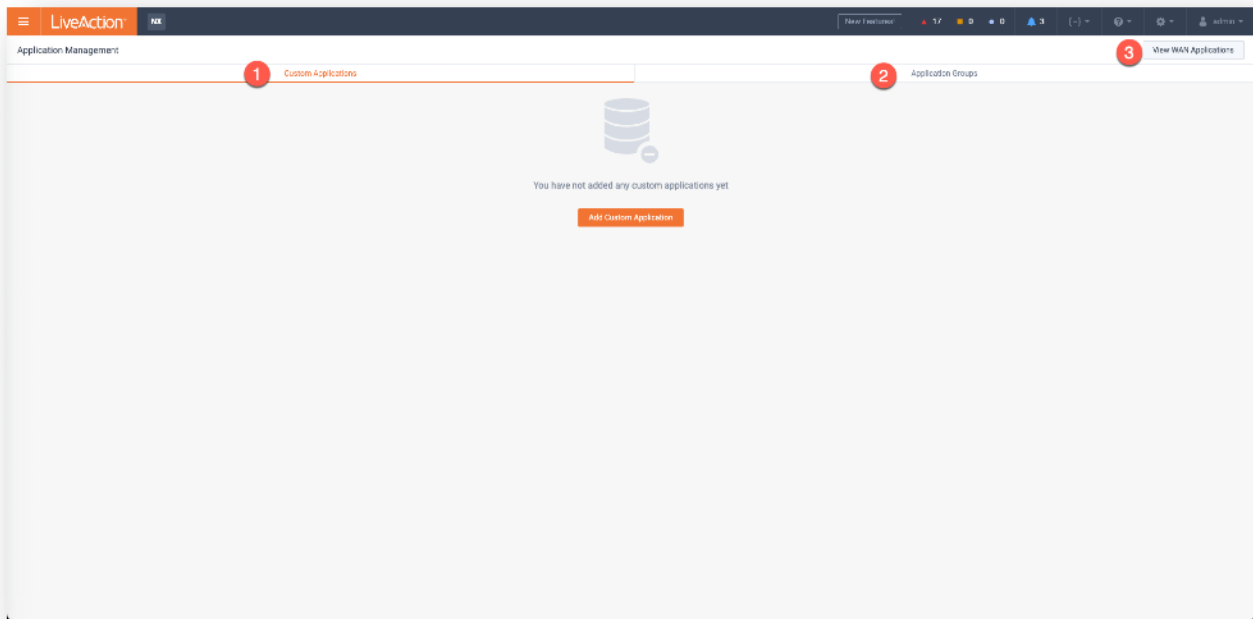 LiveAction NX New Features 17 0 0 3 {-} admin
Application Management 3 View WAN Applications
1 Custom Applications 2 Application Groups
You have not added any custom applications yet
Add Custom Application